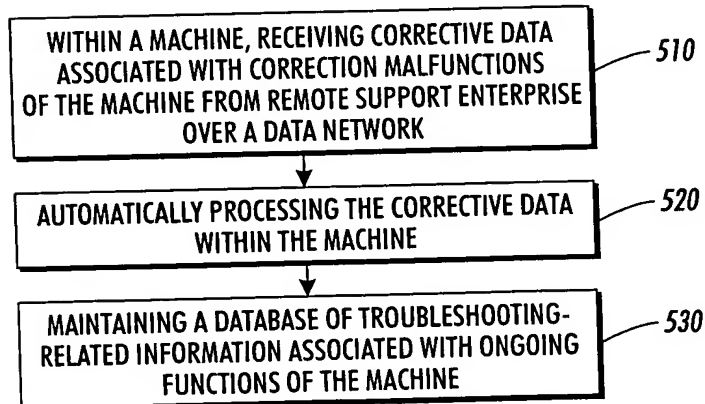 WITHIN A MACHINE, RECEIVING CORRECTIVE DATA
ASSOCIATED WITH CORRECTION MALFUNCTIONS
OF THE MACHINE FROM REMOTE SUPPORT ENTERPRISE
OVER A DATA NETWORK
510
AUTOMATICALLY PROCESSING THE CORRECTIVE DATA
WITHIN THE MACHINE
520
MAINTAINING A DATABASE OF TROUBLESHOOTING-
RELATED INFORMATION ASSOCIATED WITH ONGOING
FUNCTIONS OF THE MACHINE
530